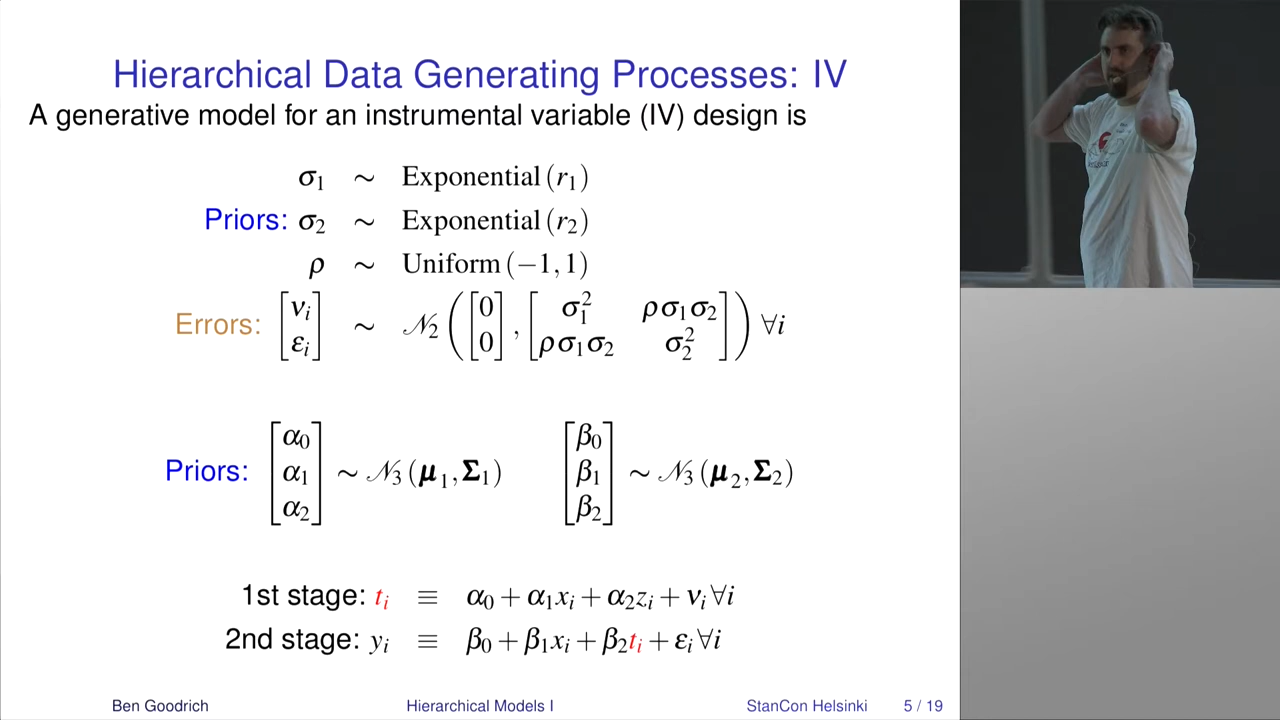 Hierarchical Data Generating Processes: IV
A generative model for an instrumental variable (IV) design is
σ₁ ∼ Exponential (r₁)
Priors: σ₂ ∼ Exponential (r₂)
ρ ∼ Uniform (−1, 1)
Errors: [νᵢ εᵢ] ∼ 𝒩₂ ([0 0], [σ₁² ρσ₁σ₂ ρσ₁σ₂ σ₂²]) ∀i
Priors: [α₀ α₁ α₂] ∼ 𝒩₃ (μ₁, Σ₁) [β₀ β₁ β₂] ∼ 𝒩₃ (μ₂, Σ₂)
1st stage: tᵢ ≡ α₀ + α₁xᵢ + α₂zᵢ + νᵢ ∀i
2nd stage: yᵢ ≡ β₀ + β₁xᵢ + β₂tᵢ + εᵢ ∀i
Ben Goodrich Hierarchical Models I StanCon Helsinki 5 / 19